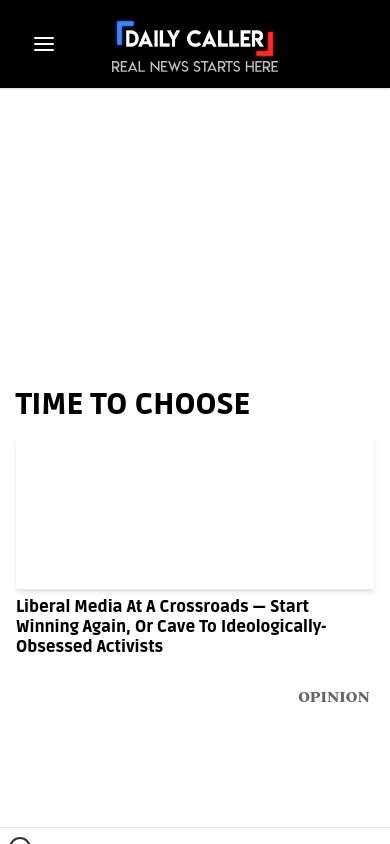 DAILY CALLER
REAL NEWS STARTS HERE
TIME TO CHOOSE
Liberal Media At A Crossroads — Start
Winning Again, Or Cave To Ideologically-
Obsessed Activists
OPINION